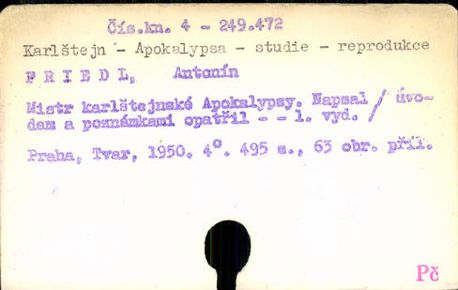 Čís.kn. 4 - 249.472
Karlštejn - Apokalypsa - studie - reprodukce
F R I E D L, Antonín
Mistr karlštejnské Apokalypsy. Napsal / úvo-
dem a poznámkami opatřil - - 1. vyd. /
Praha, Tvar, 1950. 4°. 495 s., 63 obr. příl.
Pč